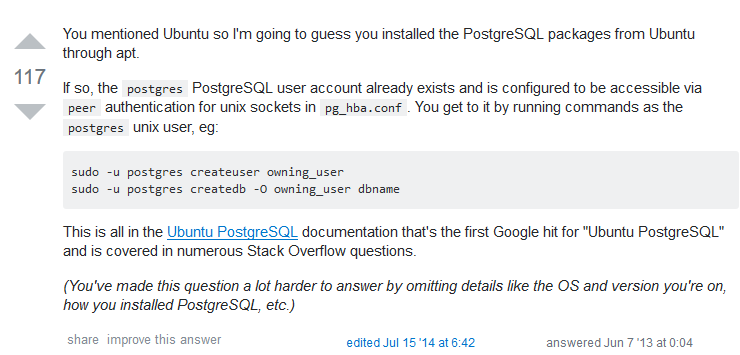 You mentioned Ubuntu so I'm going to guess you installed the PostgreSQL packages from Ubuntu
through apt.
117
If so, the postgres PostgreSQL user account already exists and is configured to be accessible via
peer authentication for unix sockets in pg_hba.conf . You get to it by running commands as the
postgres unix user, eg:
sudo -u postgres createuser owning_user
sudo -u postgres createdb -O owning_user dbname
This is all in the Ubuntu PostgreSQL documentation that's the first Google hit for "Ubuntu PostgreSQL"
and is covered in numerous Stack Overflow questions.
(You've made this question a lot harder to answer by omitting details like the OS and version you're on,
how you installed PostgreSQL, etc.)
share improve this answer edited Jul 15 '14 at 6:42 answered Jun 7 '13 at 0:04